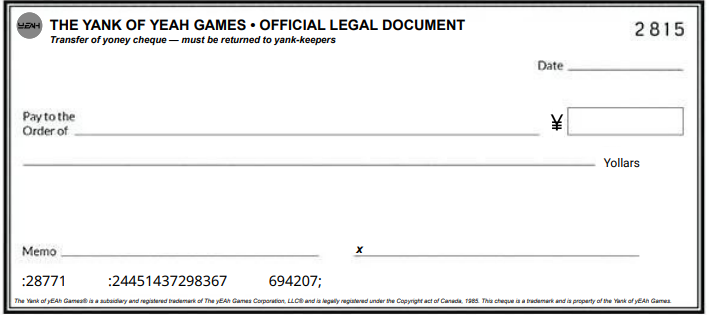 yEAH
THE YANK OF YEAH GAMES • OFFICIAL LEGAL DOCUMENT
2815
Transfer of yoney cheque — must be returned to yank-keepers
Date
Pay to the
Order of
¥
Yollars
Memo
x
:28771 :24451437298367 694207;
The Yank of yEAh Games® is a subsidiary and registered trademark of The yEAh Games Corporation, LLC® and is legally registered under the Copyright act of Canada, 1985. This cheque is a trademark and is property of the Yank of yEAh Games.